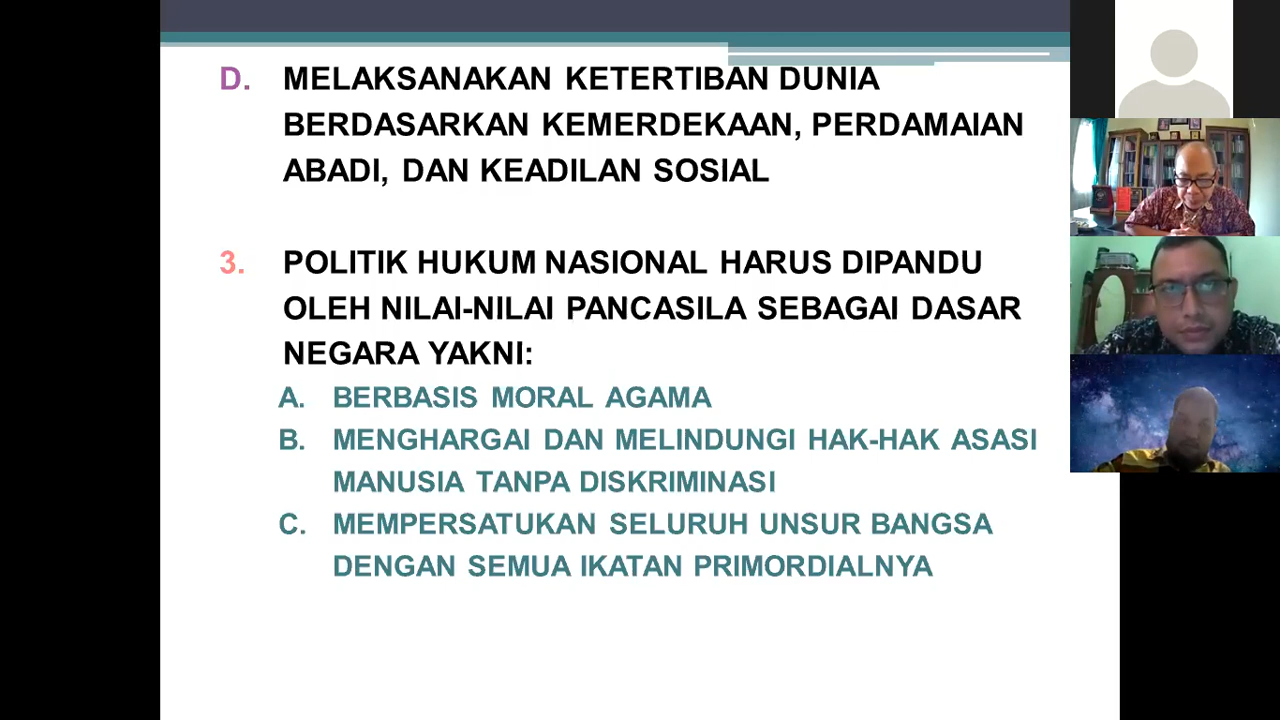 D. MELAKSANAKAN KETERTIBAN DUNIA
BERDASARKAN KEMERDEKAAN, PERDAMAIAN
ABADI, DAN KEADILAN SOSIAL
3. POLITIK HUKUM NASIONAL HARUS DIPANDU
OLEH NILAI-NILAI PANCASILA SEBAGAI DASAR
NEGARA YAKNI:
A. BERBASIS MORAL AGAMA
B. MENGHARGAI DAN MELINDUNGI HAK-HAK ASASI
MANUSIA TANPA DISKRIMINASI
C. MEMPERSATUKAN SELURUH UNSUR BANGSA
DENGAN SEMUA IKATAN PRIMORDIALNYA